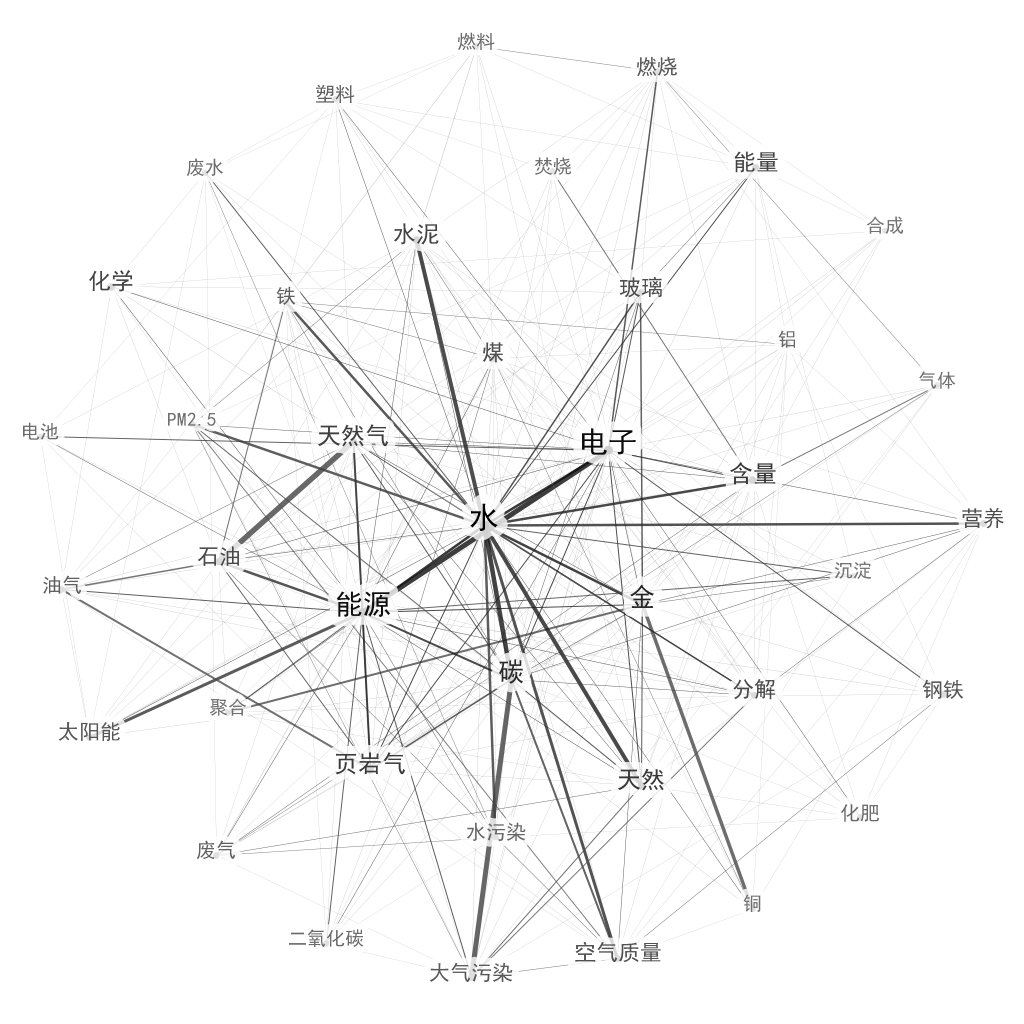 燃料
燃烧
塑料
能量
焚烧
废水
合成
水泥
化学
玻璃
铁
铝
煤
气体
PM2.5
电池
天然气
电子
含量
水
营养
石油
沉淀
油气
能源
金
碳
分解
钢铁
聚合
太阳能
页岩气
天然
化肥
水污染
废气
铜
二氧化碳
空气质量
大气污染